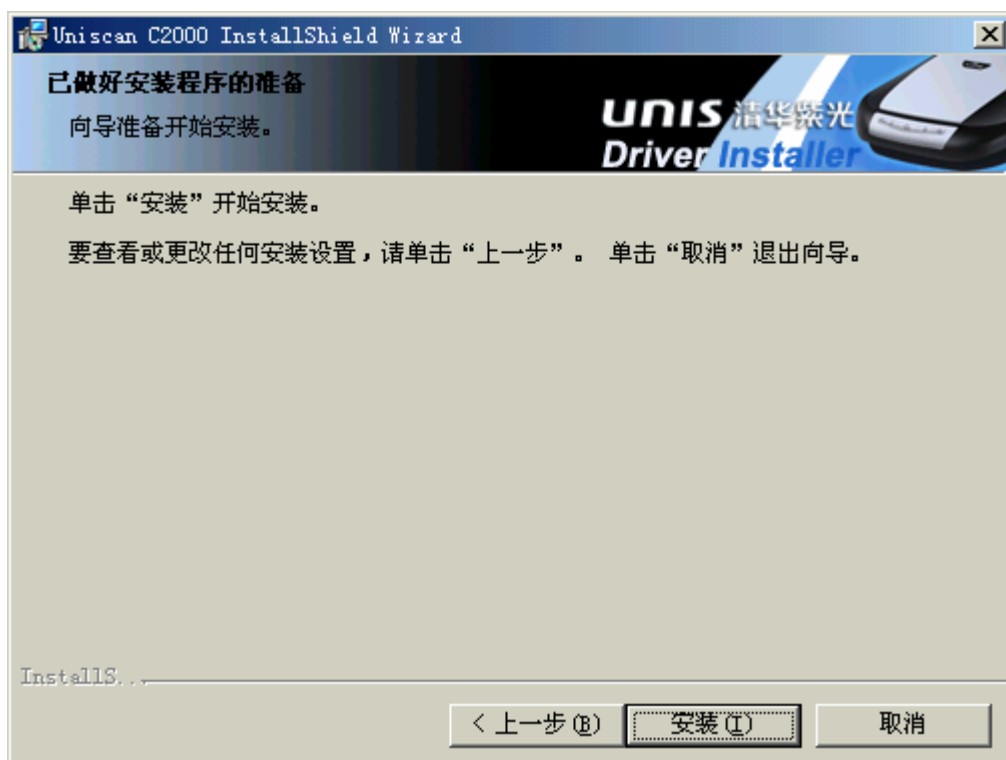 Uniscan C2000 InstallShield Wizard
已做好安装程序的准备
向导准备开始安装。
UNIS 清华紫光
Driver Installer
单击“安装”开始安装。
要查看或更改任何安装设置，请单击“上一步”。 单击“取消”退出向导。
InstallS...
< 上一步(B)
安装(I)
取消